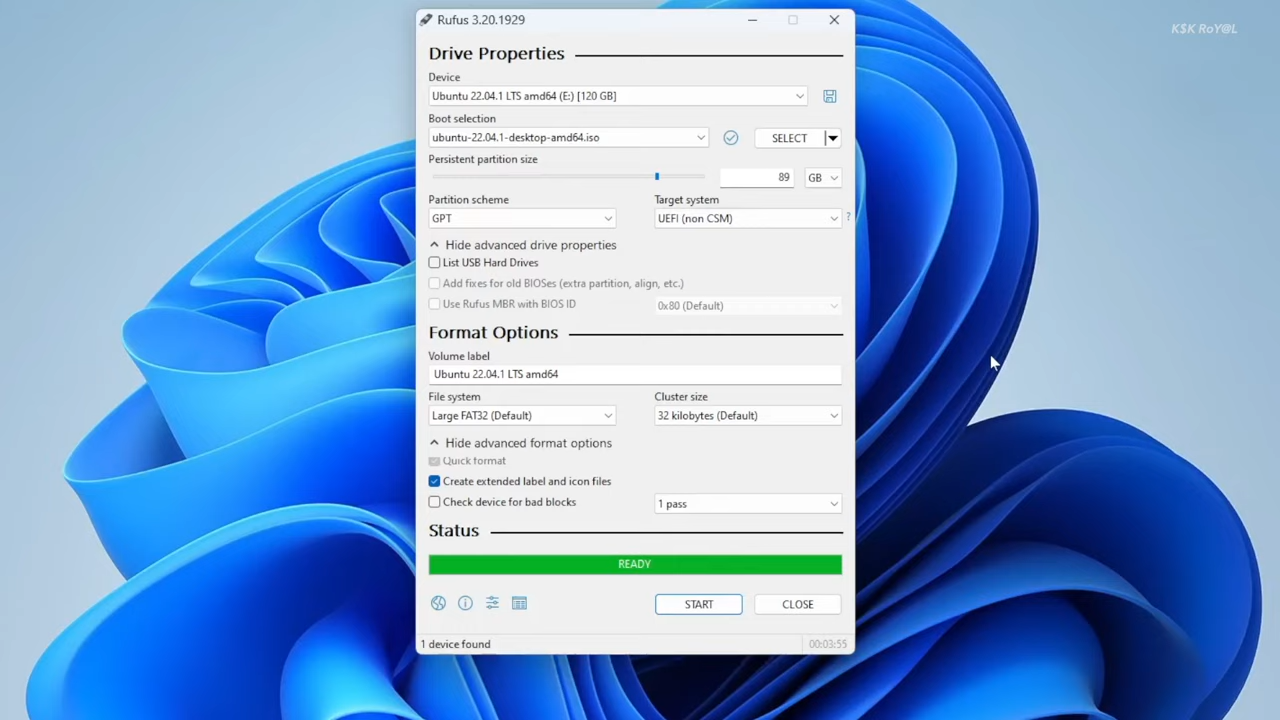 Rufus 3.20.1929
K$K RoY@L
Drive Properties
Device
Ubuntu 22.04.1 LTS amd64 (E:) [120 GB]
Boot selection
ubuntu-22.04.1-desktop-amd64.iso
SELECT
Persistent partition size
89
GB
Partition scheme
Target system
GPT
UEFI (non CSM)
?
Hide advanced drive properties
List USB Hard Drives
Add fixes for old BIOSes (extra partition, align, etc.)
Use Rufus MBR with BIOS ID
0x80 (Default)
Format Options
Volume label
Ubuntu 22.04.1 LTS amd64
File system
Cluster size
Large FAT32 (Default)
32 kilobytes (Default)
Hide advanced format options
Quick format
Create extended label and icon files
Check device for bad blocks
1 pass
Status
READY
START
CLOSE
1 device found
00:03:55